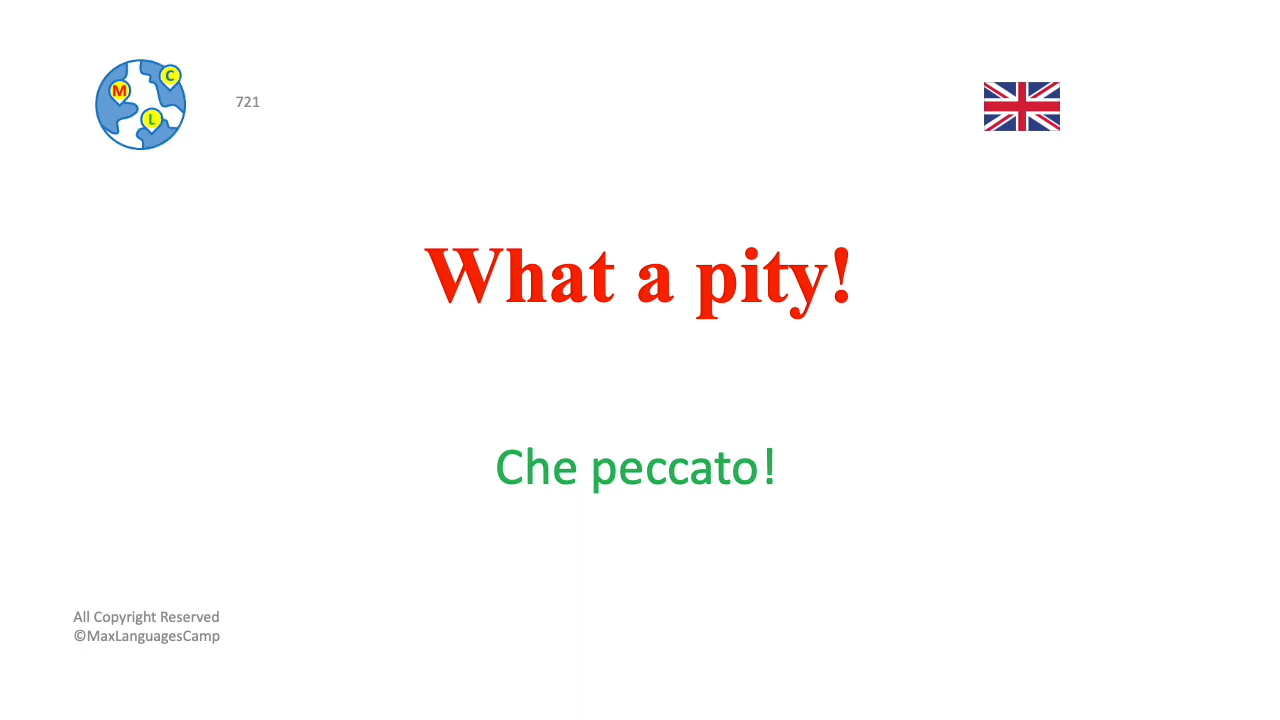 C
M
L
721
What a pity!
Che peccato!
All Copyright Reserved
©MaxLanguagesCamp